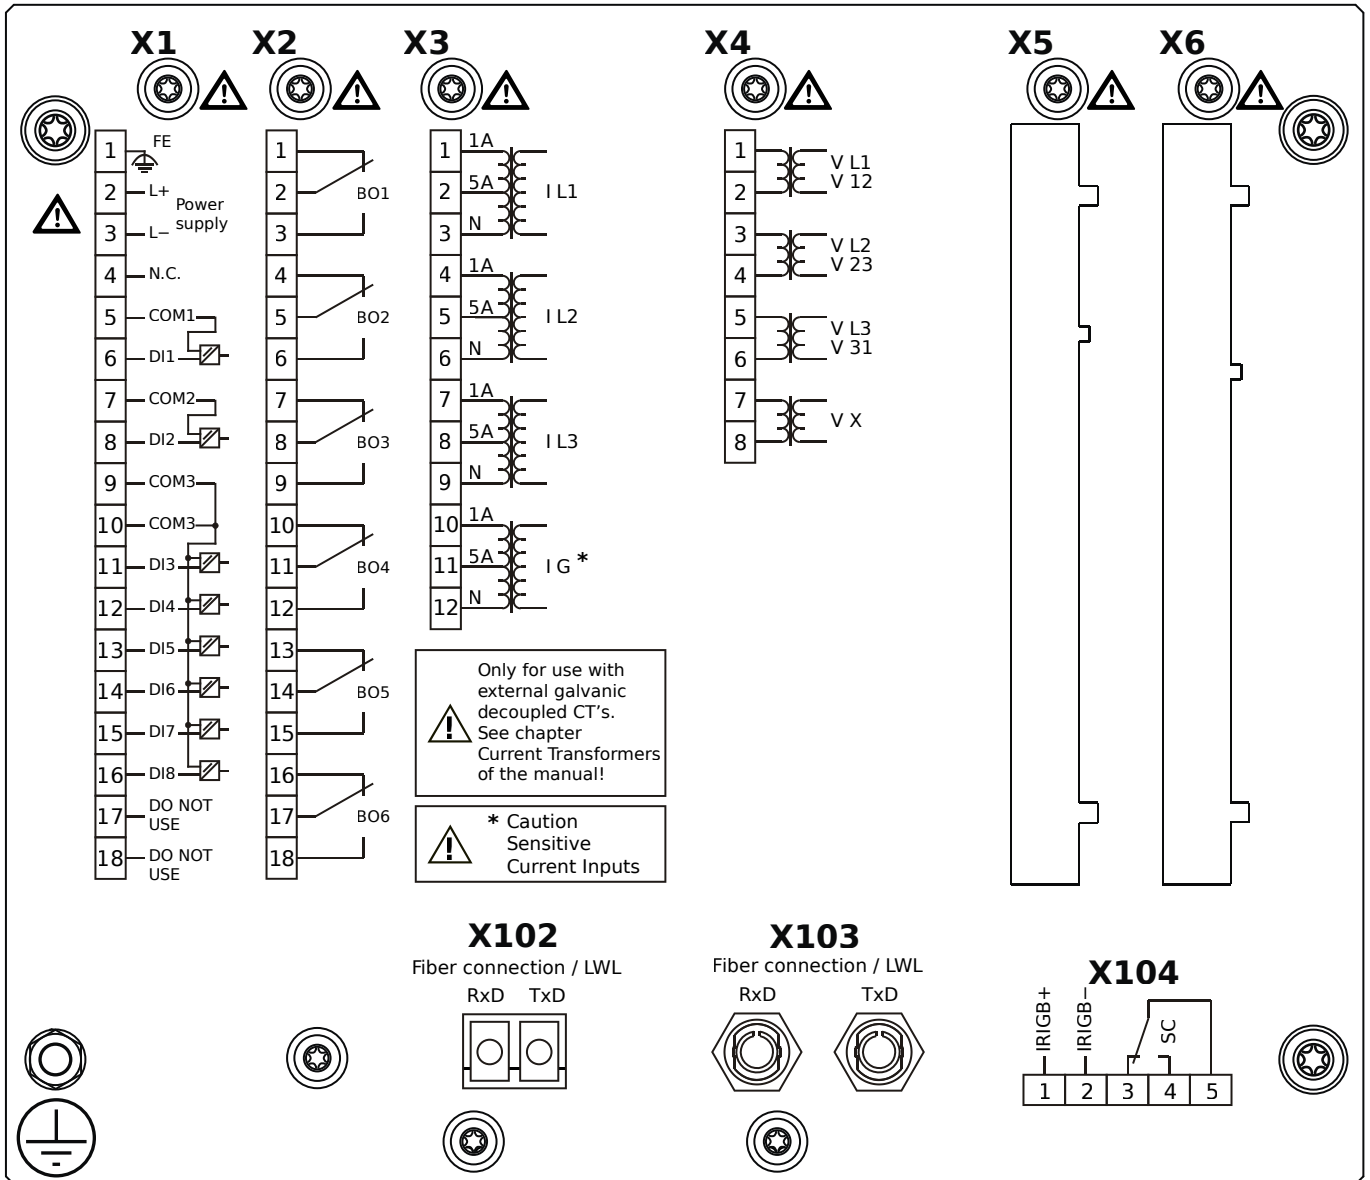 X1
X2
X3
X4
X5
X6
1 FE
2 L+
Power
supply
3 L−
4 N.C.
5 COM1
6 DI1
7 COM2
8 DI2
9 COM3
10 COM3
11 DI3
12 DI4
13 DI5
14 DI6
15 DI7
16 DI8
17 DO NOT
USE
18 DO NOT
USE
1
2 BO1
3
4
5 BO2
6
7
8 BO3
9
10
11 BO4
12
13
14 BO5
15
16
17 BO6
18
1 1A
2 5A I L1
3 N
4 1A
5 5A I L2
6 N
7 1A
8 5A I L3
9 N
10 1A
11 5A I G *
12 N
Only for use with
external galvanic
decoupled CT's.
See chapter
Current Transformers
of the manual!
* Caution
Sensitive
Current Inputs
1 V L1
2 V 12
3 V L2
4 V 23
5 V L3
6 V 31
7 V X
8
X102
Fiber connection / LWL
RxD TxD
X103
Fiber connection / LWL
RxD TxD
X104
IRIGB+
IRIGB−
SC
1 2 3 4 5